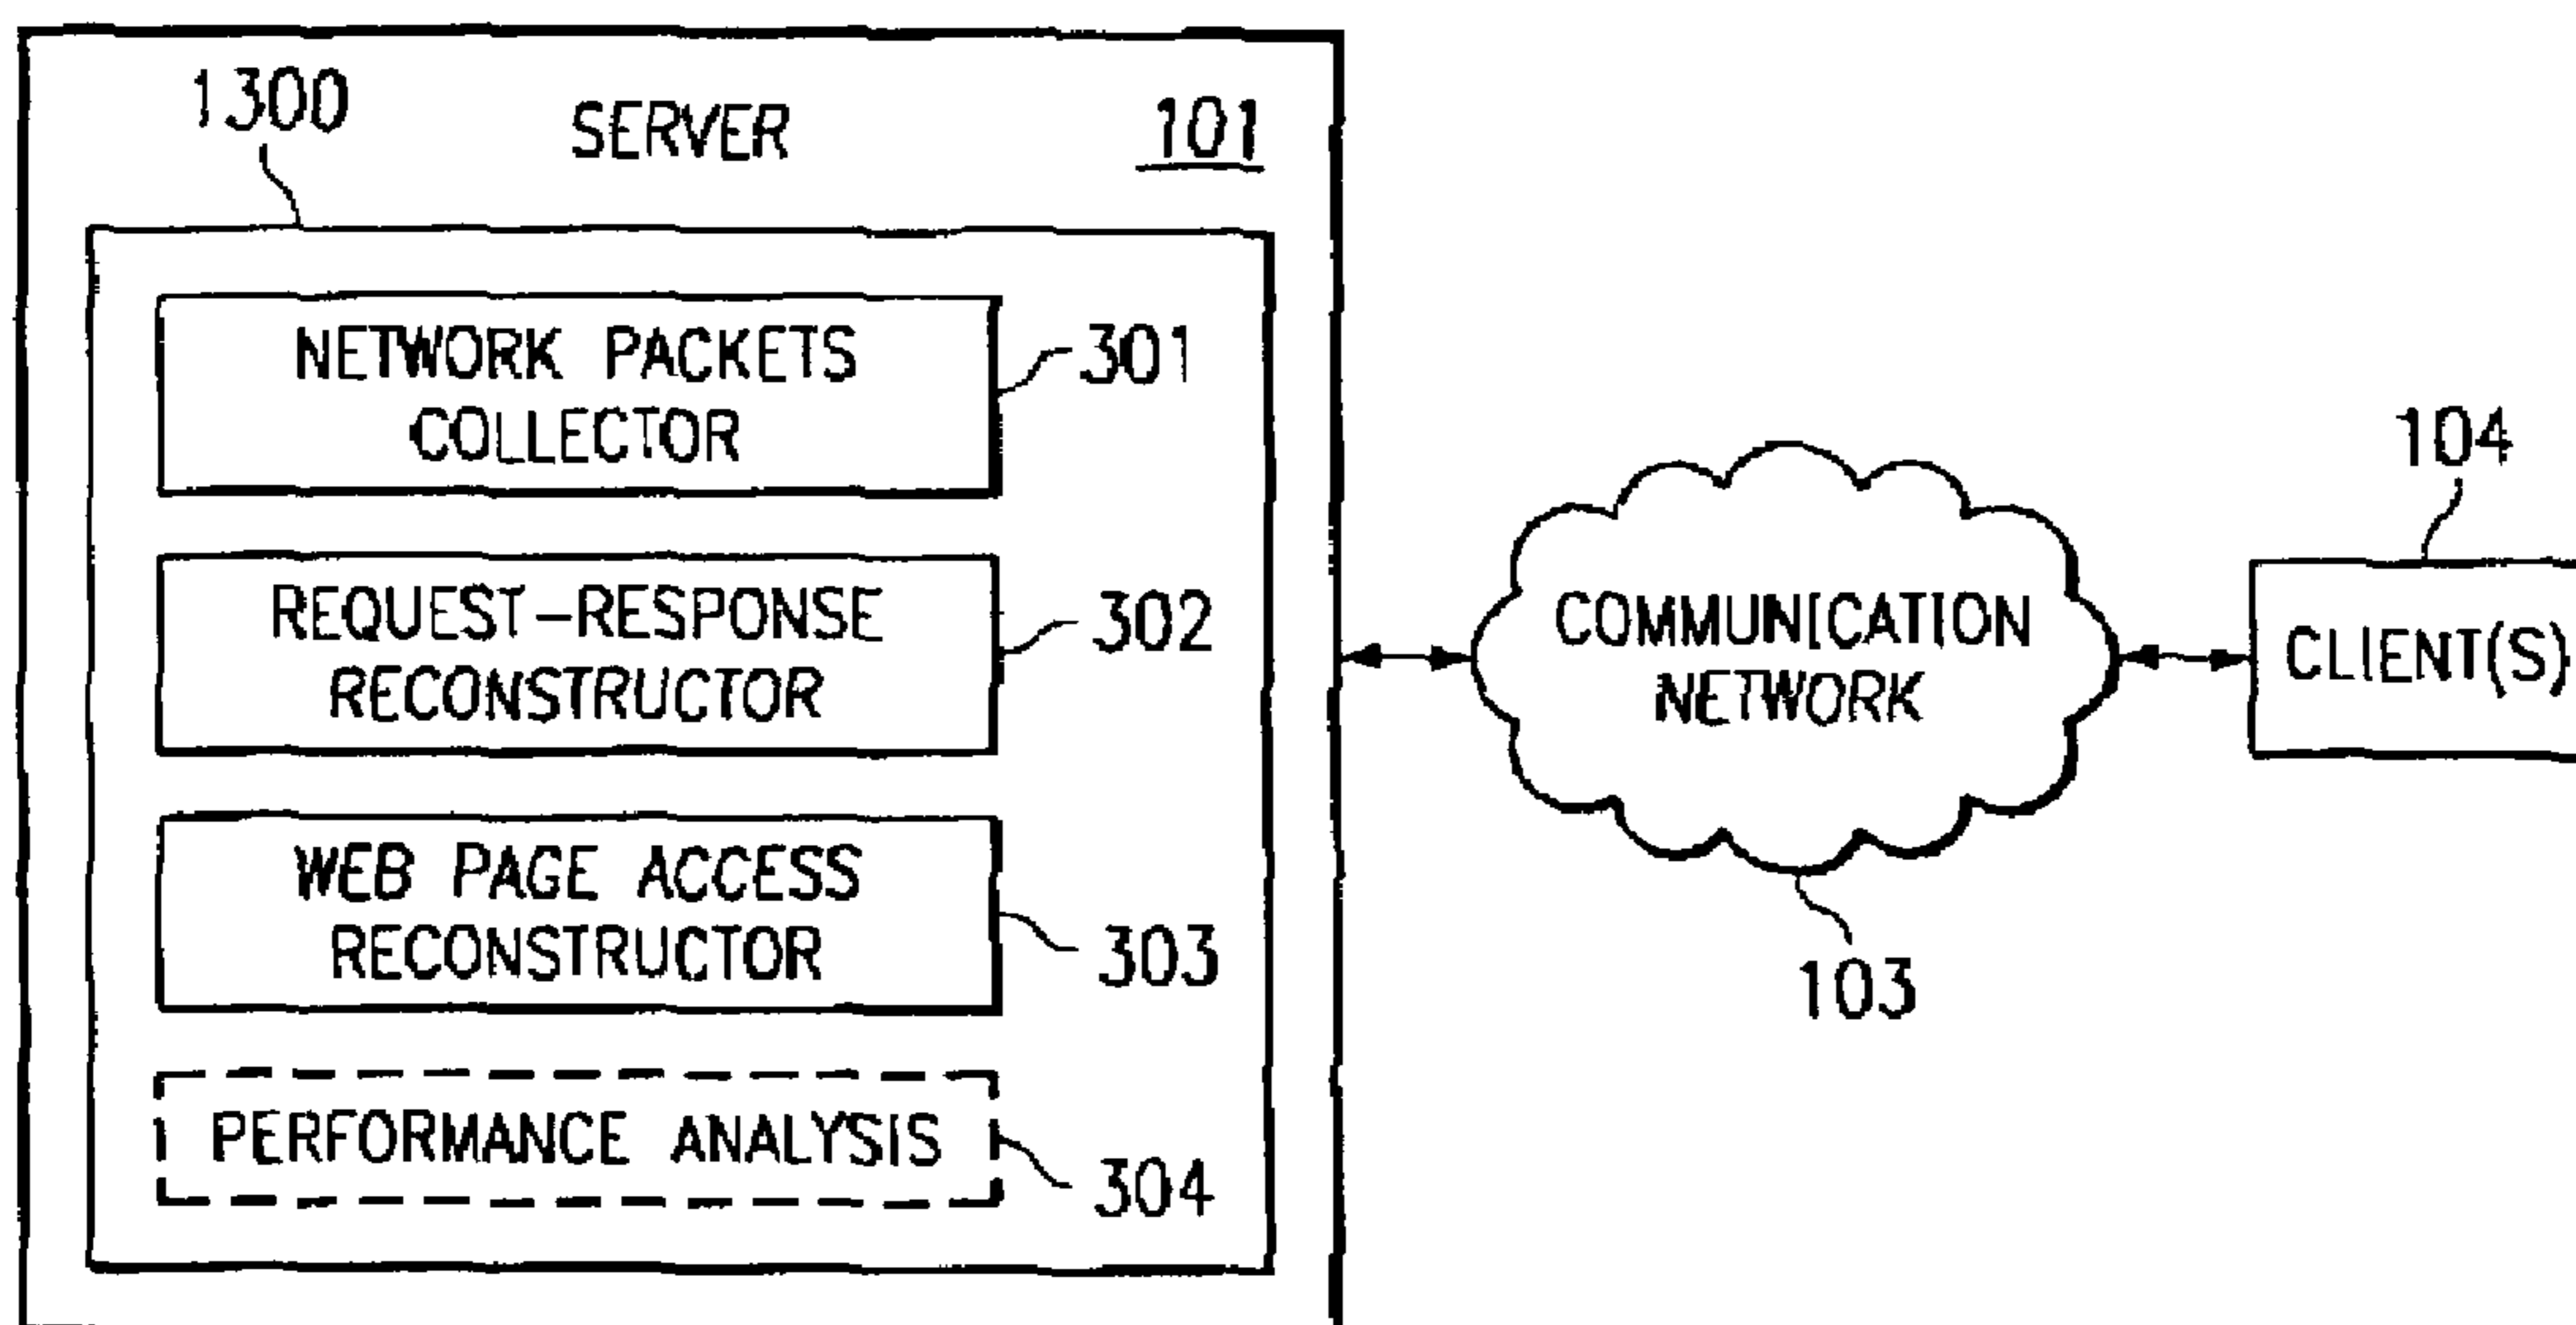 1300
SERVER
101
NETWORK PACKETS
COLLECTOR
301
REQUEST-RESPONSE
RECONSTRUCTOR
302
WEB PAGE ACCESS
RECONSTRUCTOR
303
PERFORMANCE ANALYSIS
304
COMMUNICATION
NETWORK
103
104
CLIENT(S)